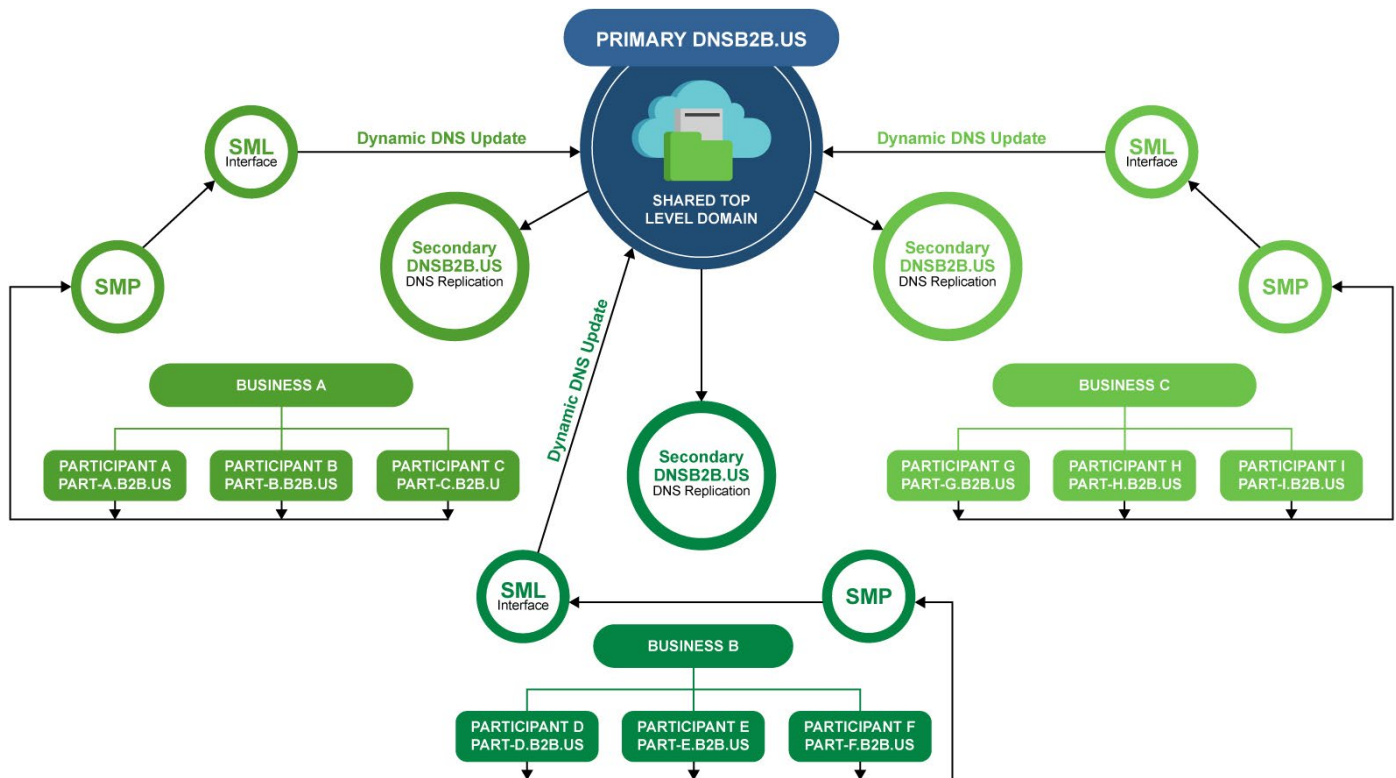 PRIMARY DNSB2B.US
SHARED TOP
LEVEL DOMAIN
SML
Interface
Dynamic DNS Update
Dynamic DNS Update
SML
Interface
Secondary
DNSB2B.US
DNS Replication
Secondary
DNSB2B.US
DNS Replication
SMP
SMP
Dynamic DNS Update
BUSINESS A
PARTICIPANT A
PART-A.B2B.US
PARTICIPANT B
PART-B.B2B.US
PARTICIPANT C
PART-C.B2B.U
Secondary
DNSB2B.US
DNS Replication
BUSINESS C
PARTICIPANT G
PART-G.B2B.US
PARTICIPANT H
PART-H.B2B.US
PARTICIPANT I
PART-I.B2B.US
SML
Interface
SMP
BUSINESS B
PARTICIPANT D
PART-D.B2B.US
PARTICIPANT E
PART-E.B2B.US
PARTICIPANT F
PART-F.B2B.US